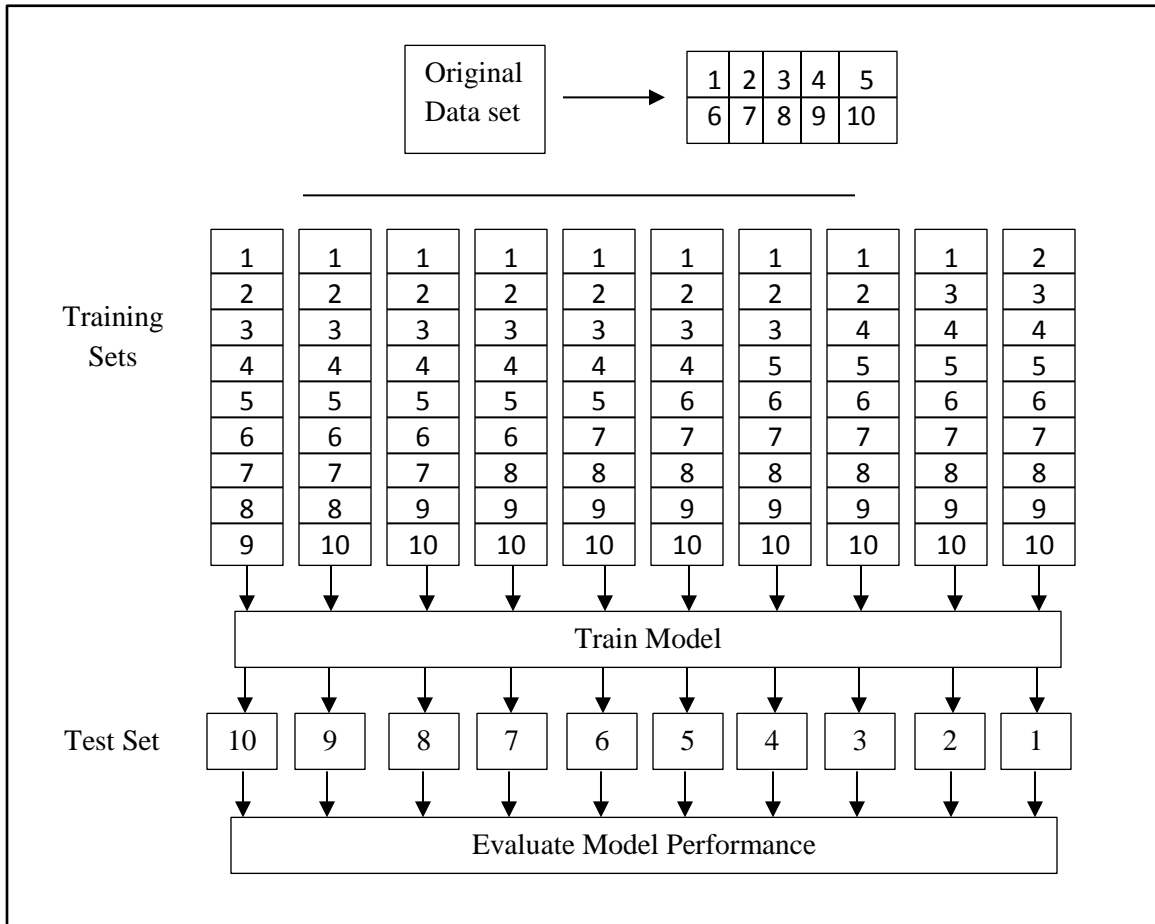 Original
Data set
1 2 3 4 5
6 7 8 9 10
Training
Sets
1 1 1 1 1 1 1 1 1 2
2 2 2 2 2 2 2 2 3 3
3 3 3 3 3 3 3 4 4 4
4 4 4 4 4 4 5 5 5 5
5 5 5 5 5 6 6 6 6 6
6 6 6 6 7 7 7 7 7 7
7 7 7 8 8 8 8 8 8 8
8 8 9 9 9 9 9 9 9 9
9 10 10 10 10 10 10 10 10 10
Train Model
Test Set 10 9 8 7 6 5 4 3 2 1
Evaluate Model Performance